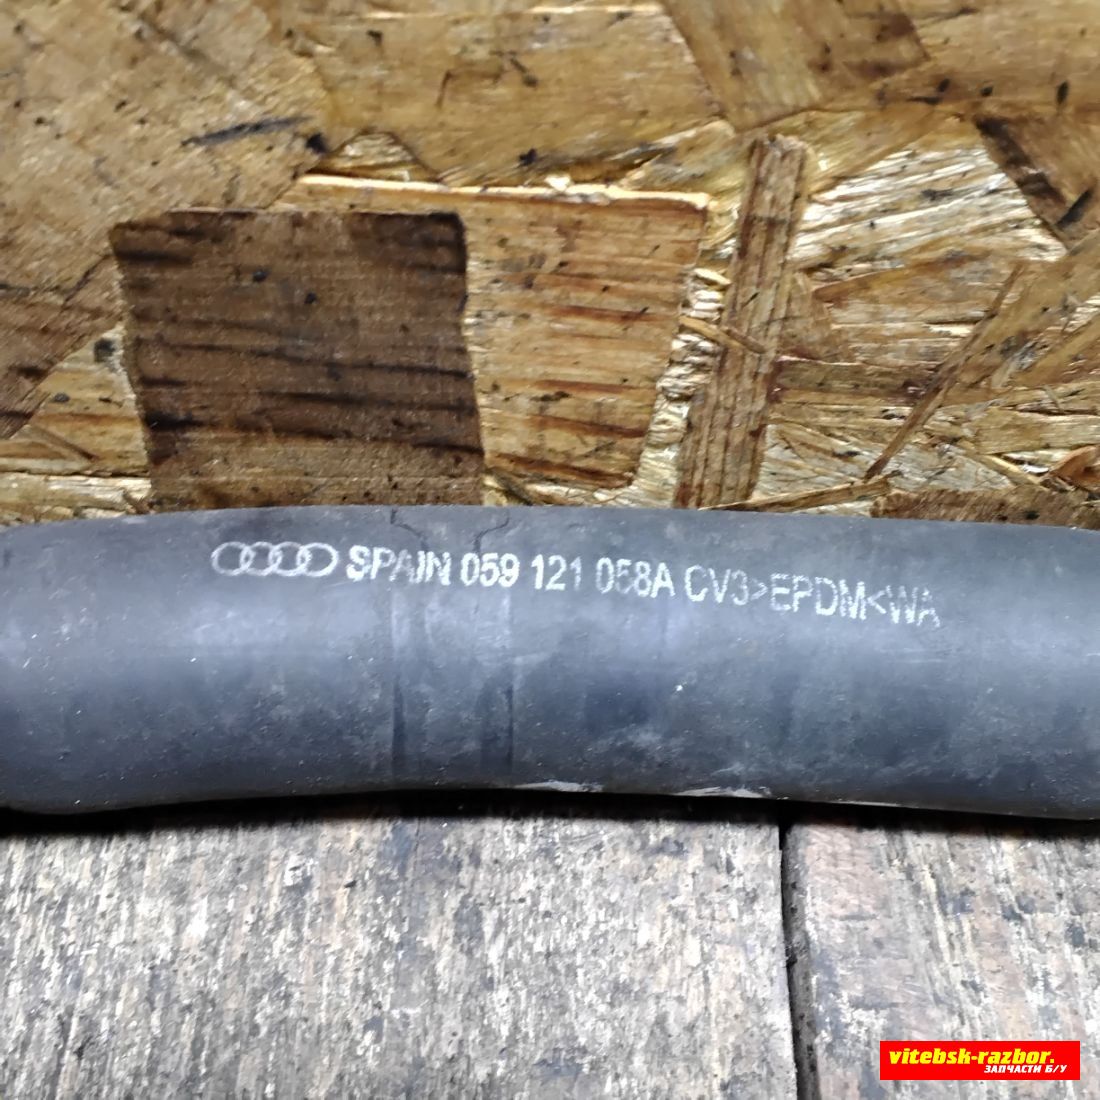 SPAIN 059 121 058A CV3>EPDM<WA
vitebsk-razbor.
ЗАПЧАСТИ Б/У